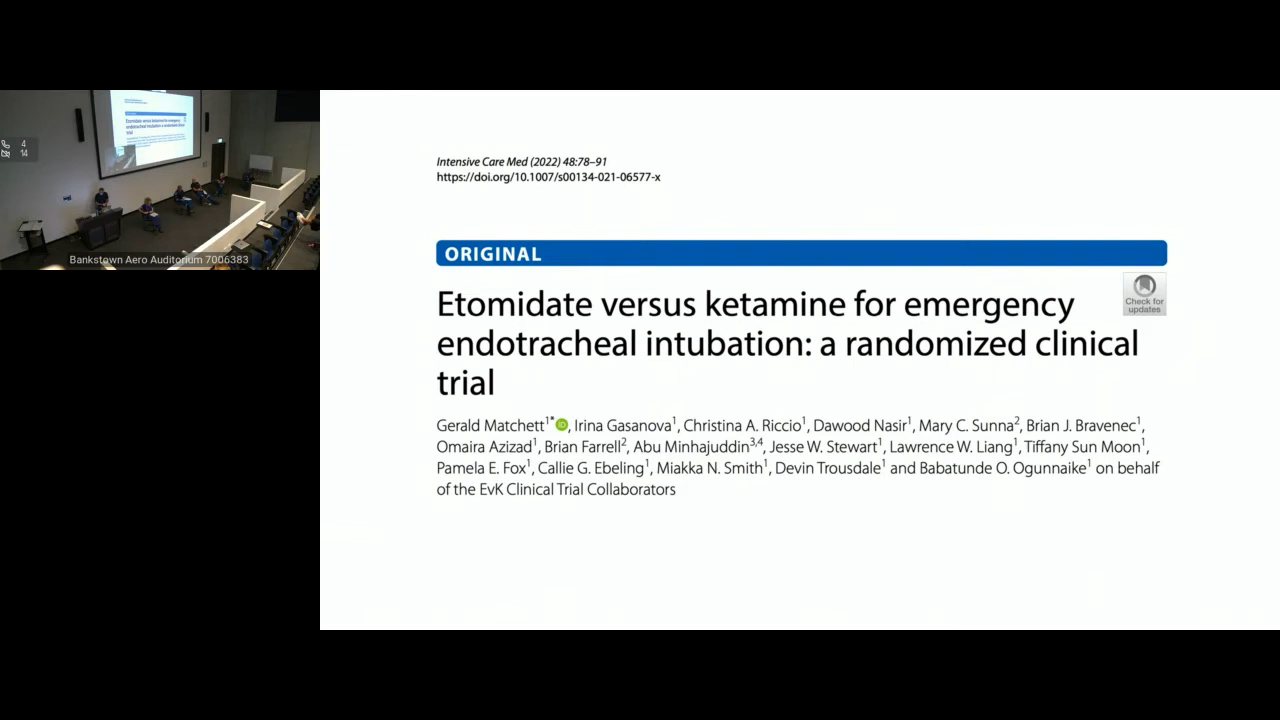 4
14
Bankstown Aero Auditorium 7006383
Intensive Care Med (2022) 48:78–91
https://doi.org/10.1007/s00134-021-06577-x
ORIGINAL
Check for
updates
Etomidate versus ketamine for emergency
endotracheal intubation: a randomized clinical
trial
Gerald Matchett1* iD, Irina Gasanova1, Christina A. Riccio1, Dawood Nasir1, Mary C. Sunna2, Brian J. Bravenec1,
Omaira Azizad1, Brian Farrell2, Abu Minhajuddin3,4, Jesse W. Stewart1, Lawrence W. Liang1, Tiffany Sun Moon1,
Pamela E. Fox1, Callie G. Ebeling1, Miakka N. Smith1, Devin Trousdale1 and Babatunde O. Ogunnaike1 on behalf
of the EvK Clinical Trial Collaborators